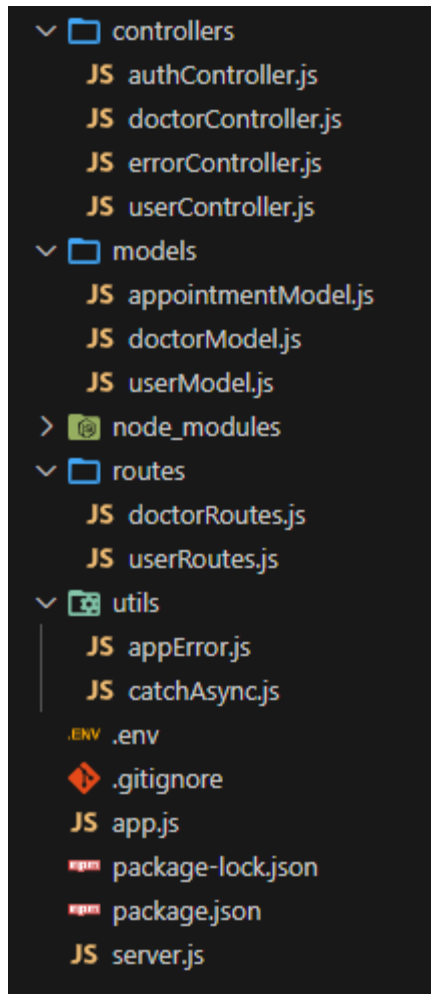 controllers
JS authController.js
JS doctorController.js
JS errorController.js
JS userController.js
models
JS appointmentModel.js
JS doctorModel.js
JS userModel.js
node_modules
routes
JS doctorRoutes.js
JS userRoutes.js
utils
JS appError.js
JS catchAsync.js
.ENV .env
.gitignore
JS app.js
npm package-lock.json
npm package.json
JS server.js